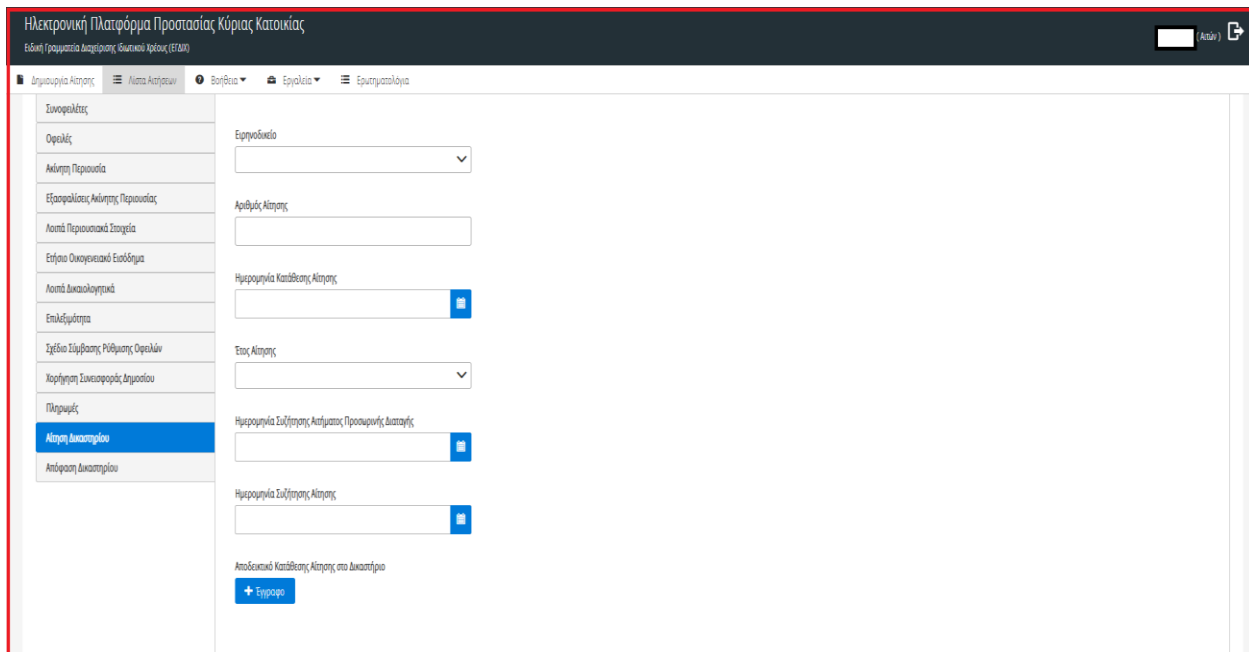 Ηλεκτρονική Πλατφόρμα Προστασίας Κύριας Κατοικίας
Ειδική Γραμματεία Διαχείρισης Ιδιωτικού Χρέους (ΕΓΔΙΧ)
( Αιτών )
Δημιουργία Αίτησης
Λίστα Αιτήσεων
Βοήθεια
Εργαλεία
Ερωτηματολόγια
Συνοφειλέτες
Οφειλές
Ακίνητη Περιουσία
Εξασφαλίσεις Ακίνητης Περιουσίας
Λοιπά Περιουσιακά Στοιχεία
Ετήσιο Οικογενειακό Εισόδημα
Λοιπά Δικαιολογητικά
Επιλεξιμότητα
Σχέδιο Σύμβασης Ρύθμισης Οφειλών
Χορήγηση Συνεισφοράς Δημοσίου
Πληρωμές
Αίτηση Δικαστηρίου
Απόφαση Δικαστηρίου
Ειρηνοδικείο
Αριθμός Αίτησης
Ημερομηνία Κατάθεσης Αίτησης
Έτος Αίτησης
Ημερομηνία Συζήτησης Αιτήματος Προσωρινής Διαταγής
Ημερομηνία Συζήτησης Αίτησης
Αποδεικτικό Κατάθεσης Αίτησης στο Δικαστήριο
+ Έγγραφο